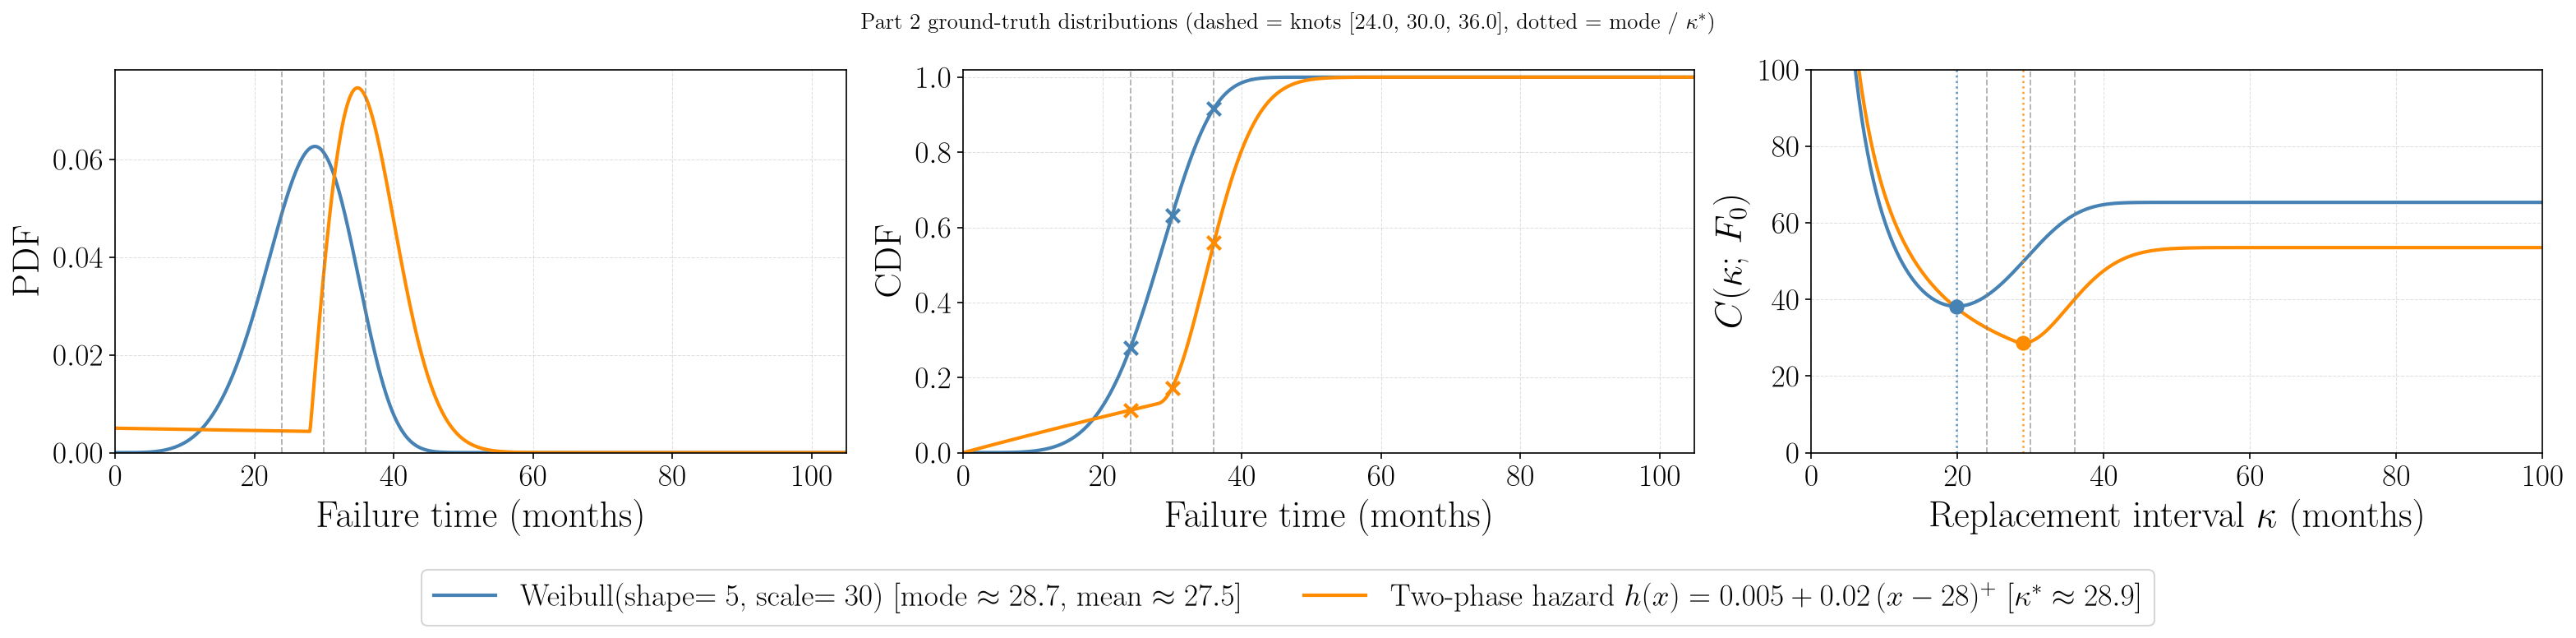 Part 2 ground-truth distributions (dashed = knots [24.0, 30.0, 36.0], dotted = mode / κ*)
PDF
0.06
0.04
0.02
0.00
0 20 40 60 80 100
Failure time (months)
CDF
1.0
0.8
0.6
0.4
0.2
0.0
0 20 40 60 80 100
Failure time (months)
C(κ; F₀)
100
80
60
40
20
0
0 20 40 60 80 100
Replacement interval κ (months)
Weibull(shape= 5, scale= 30) [mode ≈ 28.7, mean ≈ 27.5]
Two-phase hazard h(x) = 0.005 + 0.02 (x − 28)⁺ [κ* ≈ 28.9]